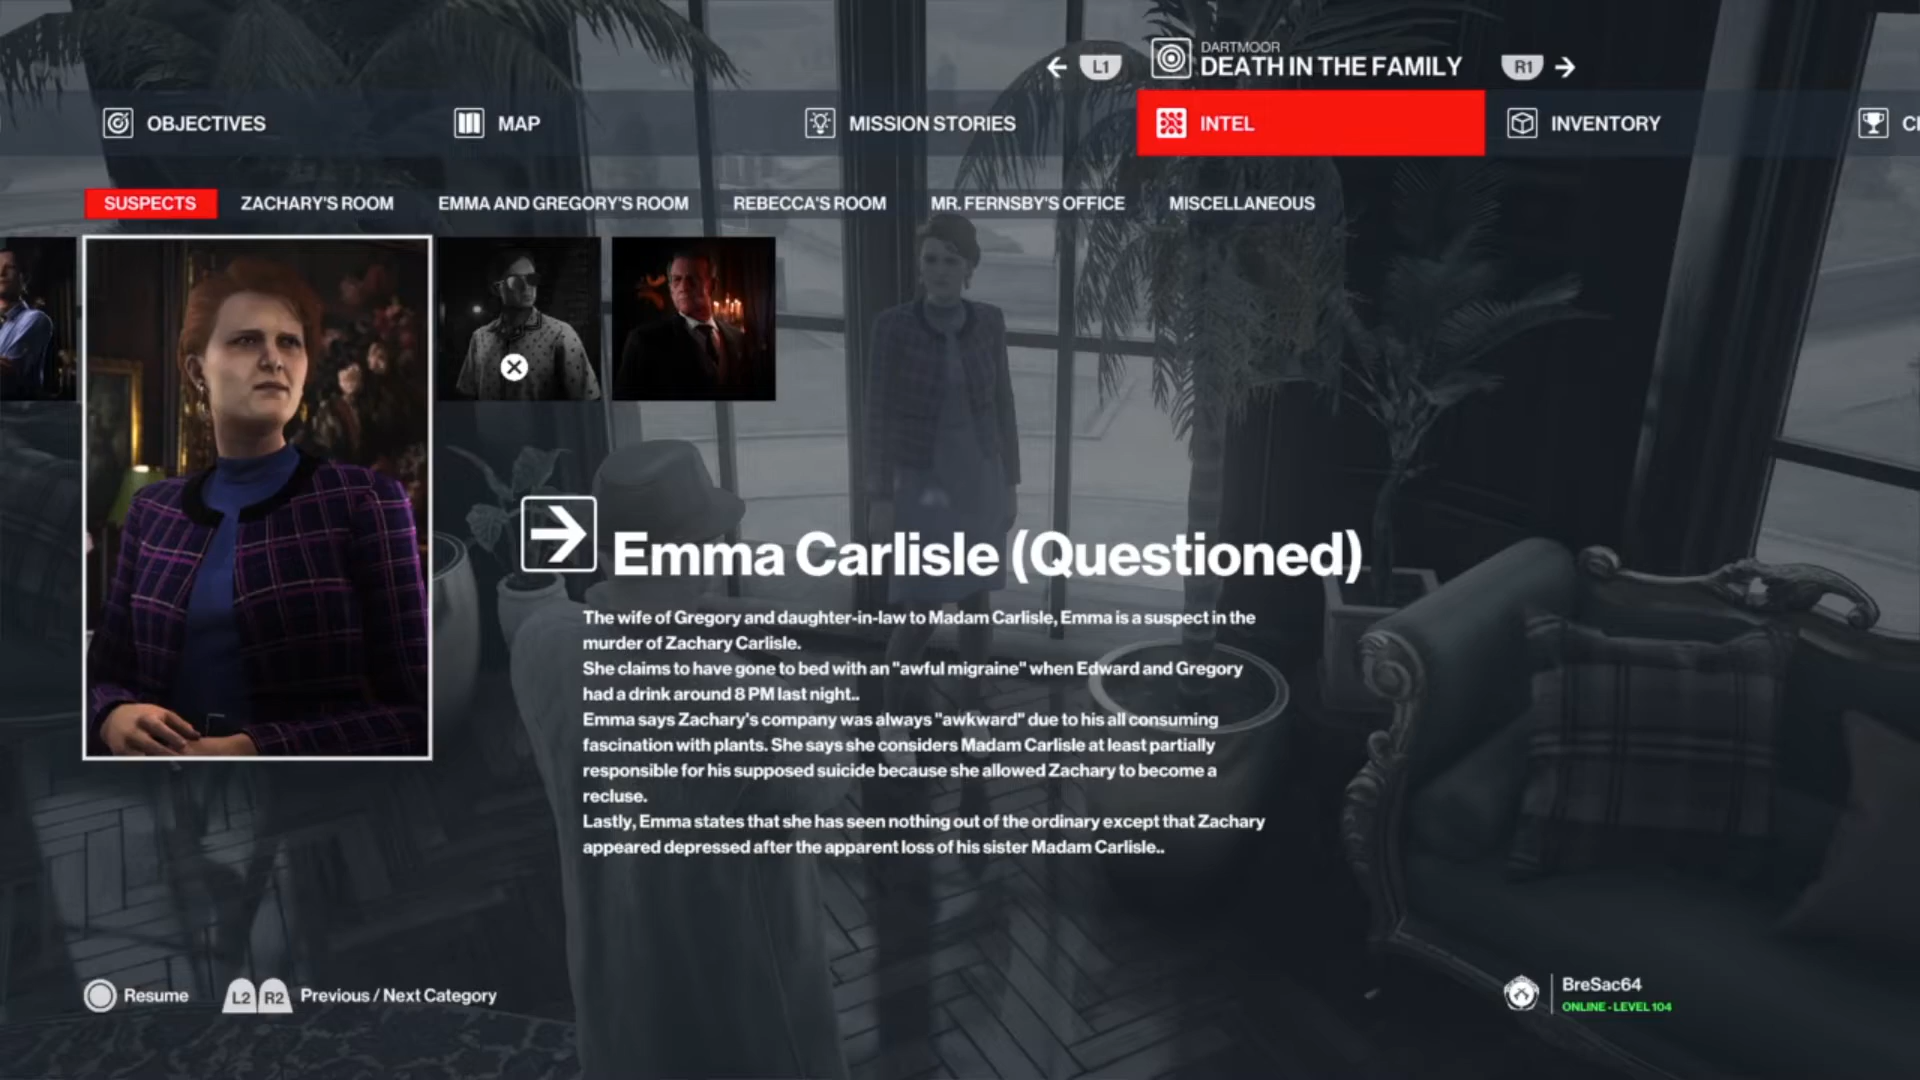 DARTMOOR
L1
DEATH IN THE FAMILY
R1
OBJECTIVES
MAP
MISSION STORIES
INTEL
INVENTORY
SUSPECTS
ZACHARY'S ROOM
EMMA AND GREGORY'S ROOM
REBECCA'S ROOM
MR. FERNSBY'S OFFICE
MISCELLANEOUS
Emma Carlisle (Questioned)
The wife of Gregory and daughter-in-law to Madam Carlisle, Emma is a suspect in the
murder of Zachary Carlisle.
She claims to have gone to bed with an "awful migraine" when Edward and Gregory
had a drink around 8 PM last night..
Emma says Zachary's company was always "awkward" due to his all consuming
fascination with plants. She says she considers Madam Carlisle at least partially
responsible for his supposed suicide because she allowed Zachary to become a
recluse.
Lastly, Emma states that she has seen nothing out of the ordinary except that Zachary
appeared depressed after the apparent loss of his sister Madam Carlisle..
Resume
L2 R2 Previous / Next Category
BreSac64
ONLINE - LEVEL 104